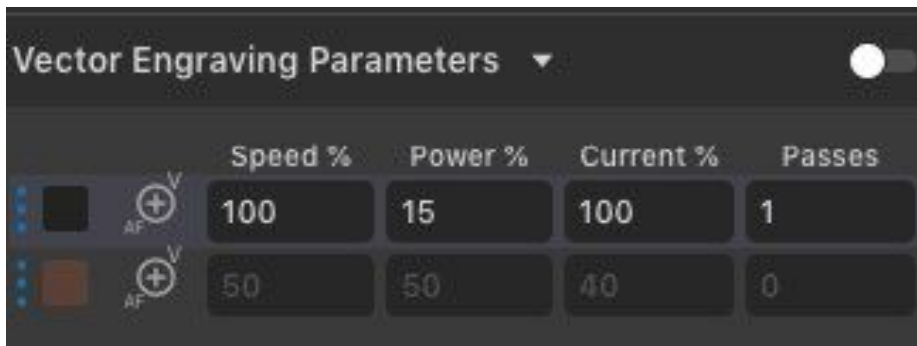 Vector Engraving Parameters
Speed % Power % Current % Passes
V
AF 100 15 100 1
V
AF 50 50 40 0